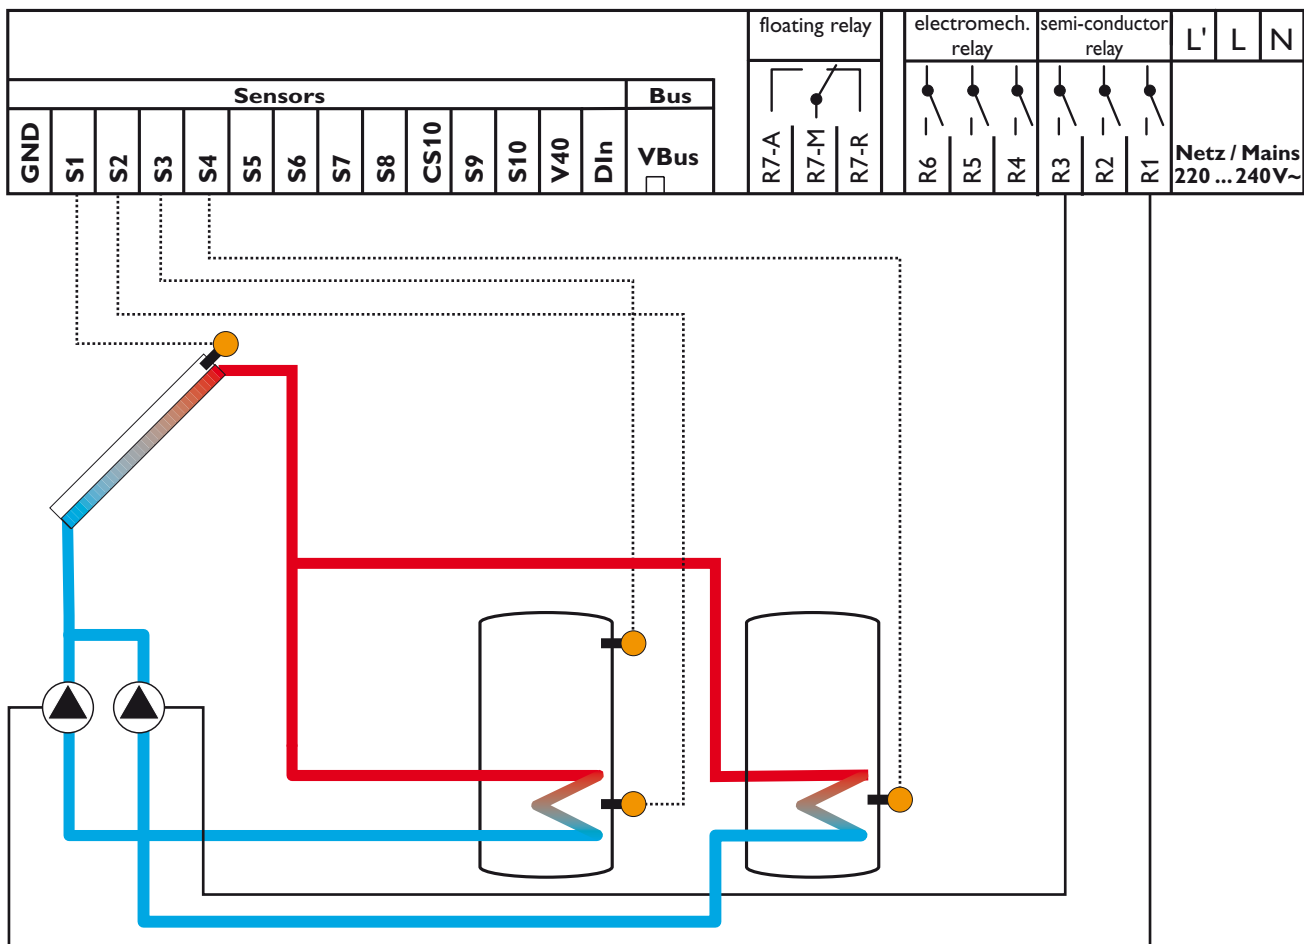 floating relay
electromech.
relay
semi-conductor
relay
L'
L
N
Sensors
Bus
GND
S1
S2
S3
S4
S5
S6
S7
S8
CS10
S9
S10
V40
DIn
VBus
R7-A
R7-M
R7-R
R6
R5
R4
R3
R2
R1
Netz / Mains
220 ... 240 V~